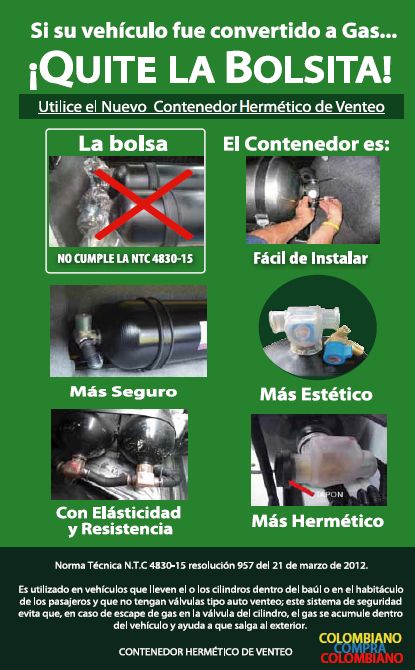 Si su vehículo fue convertido a Gas...
¡QUITE LA BOLSITA!
Utilice el Nuevo Contenedor Hermético de Venteo
La bolsa
NO CUMPLE LA NTC 4830-15
El Contenedor es:
Fácil de Instalar
Más Seguro
Más Estético
Con Elásticidad
y Resistencia
TAPON
Más Hermético
Norma Técnica N.T.C 4830-15 resolución 957 del 21 de marzo de 2012.
Es utilizado en vehículos que lleven el o los cilindros dentro del baúl o en el habitáculo
de los pasajeros y que no tengan válvulas tipo auto venteo; este sistema de seguridad
evita que, en caso de escape de gas en la válvula del cilindro, el gas se acumule dentro
del vehículo y ayuda a que salga al exterior.
CONTENEDOR HERMÉTICO DE VENTEO
COLOMBIANO
COMPRA
COLOMBIANO